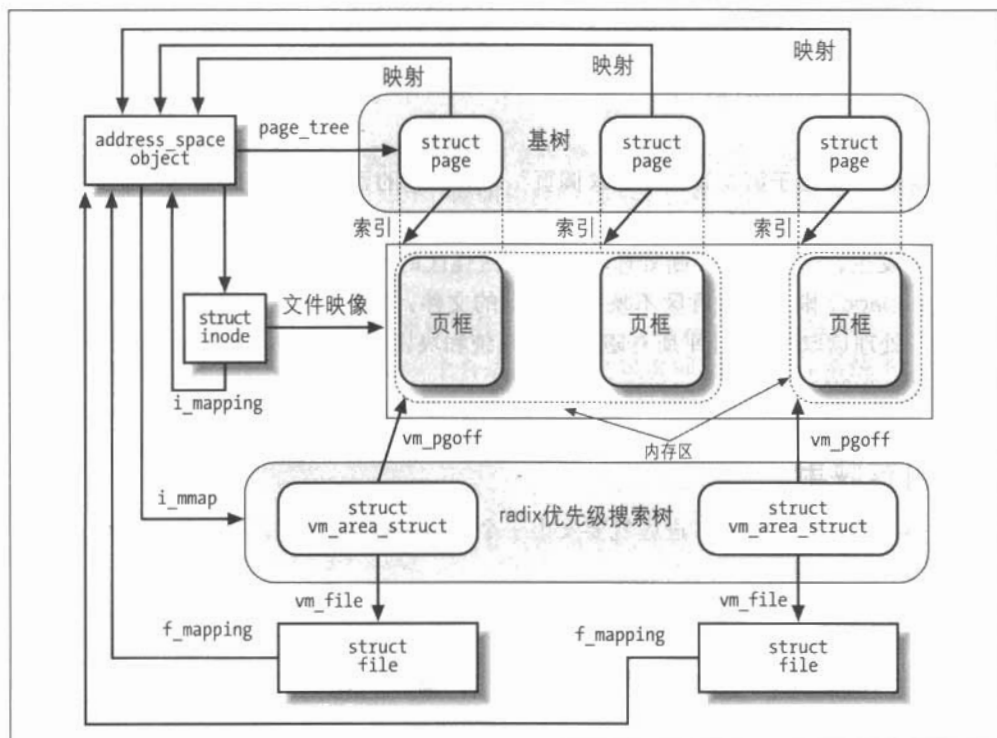 映射
映射
映射
address_space
object
page_tree
struct
page
基树
struct
page
struct
page
索引
索引
索引
struct
inode
文件映像
页框
页框
页框
i_mapping
vm_pgoff
内存区
vm_pgoff
i_mmap
struct
vm_area_struct
radix优先级搜索树
struct
vm_area_struct
vm_file
vm_file
f_mapping
f_mapping
struct
file
struct
file